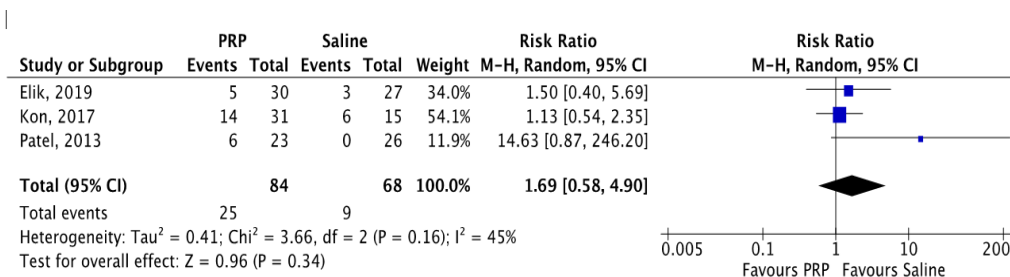 PRP Saline Risk Ratio Risk Ratio
Study or Subgroup Events Total Events Total Weight M-H, Random, 95% CI M-H, Random, 95% CI
Elik, 2019 5 30 3 27 34.0% 1.50 [0.40, 5.69]
Kon, 2017 14 31 6 15 54.1% 1.13 [0.54, 2.35]
Patel, 2013 6 23 0 26 11.9% 14.63 [0.87, 246.20]
Total (95% CI) 84 68 100.0% 1.69 [0.58, 4.90]
Total events 25 9
Heterogeneity: Tau² = 0.41; Chi² = 3.66, df = 2 (P = 0.16); I² = 45%
Test for overall effect: Z = 0.96 (P = 0.34)
0.005 0.1 1 10 200
Favours PRP Favours Saline